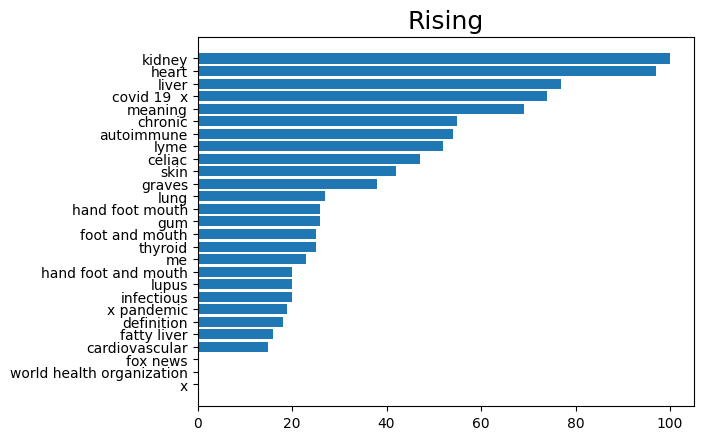 Rising
kidney
heart
liver
covid 19  x
meaning
chronic
autoimmune
lyme
celiac
skin
graves
lung
hand foot mouth
gum
foot and mouth
thyroid
me
hand foot and mouth
lupus
infectious
x pandemic
definition
fatty liver
cardiovascular
fox news
world health organization
x
0 20 40 60 80 100